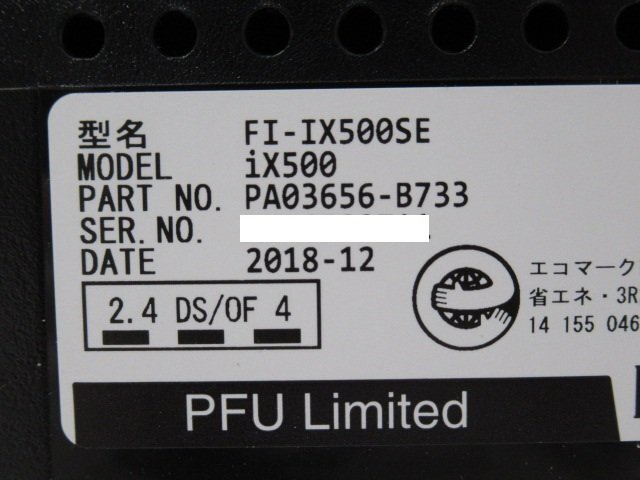 型名 FI-IX500SE
MODEL iX500
PART NO. PA03656-B733
SER.NO.
DATE 2018-12
2.4 DS/OF 4
エコマーク
省エネ・3R
14 155 046
PFU Limited